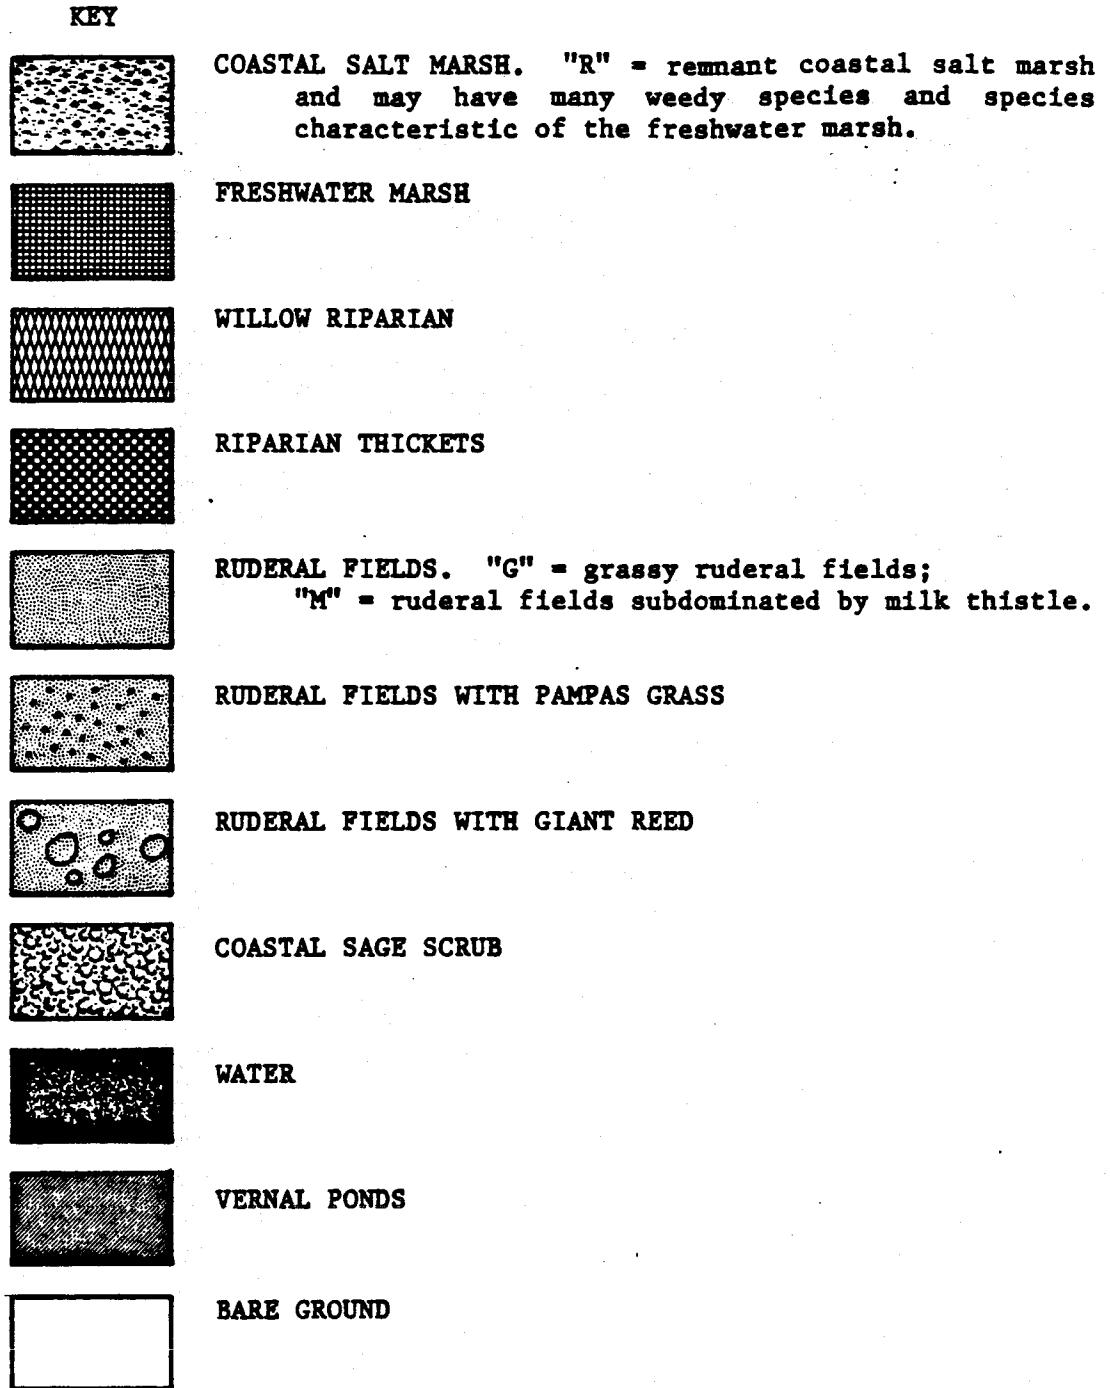 KEY
COASTAL SALT MARSH. "R" = remnant coastal salt marsh
and may have many weedy species and species
characteristic of the freshwater marsh.
FRESHWATER MARSH
WILLOW RIPARIAN
RIPARIAN THICKETS
RUDERAL FIELDS. "G" = grassy ruderal fields;
"M" = ruderal fields subdominated by milk thistle.
RUDERAL FIELDS WITH PAMPAS GRASS
RUDERAL FIELDS WITH GIANT REED
COASTAL SAGE SCRUB
WATER
VERNAL PONDS
BARE GROUND